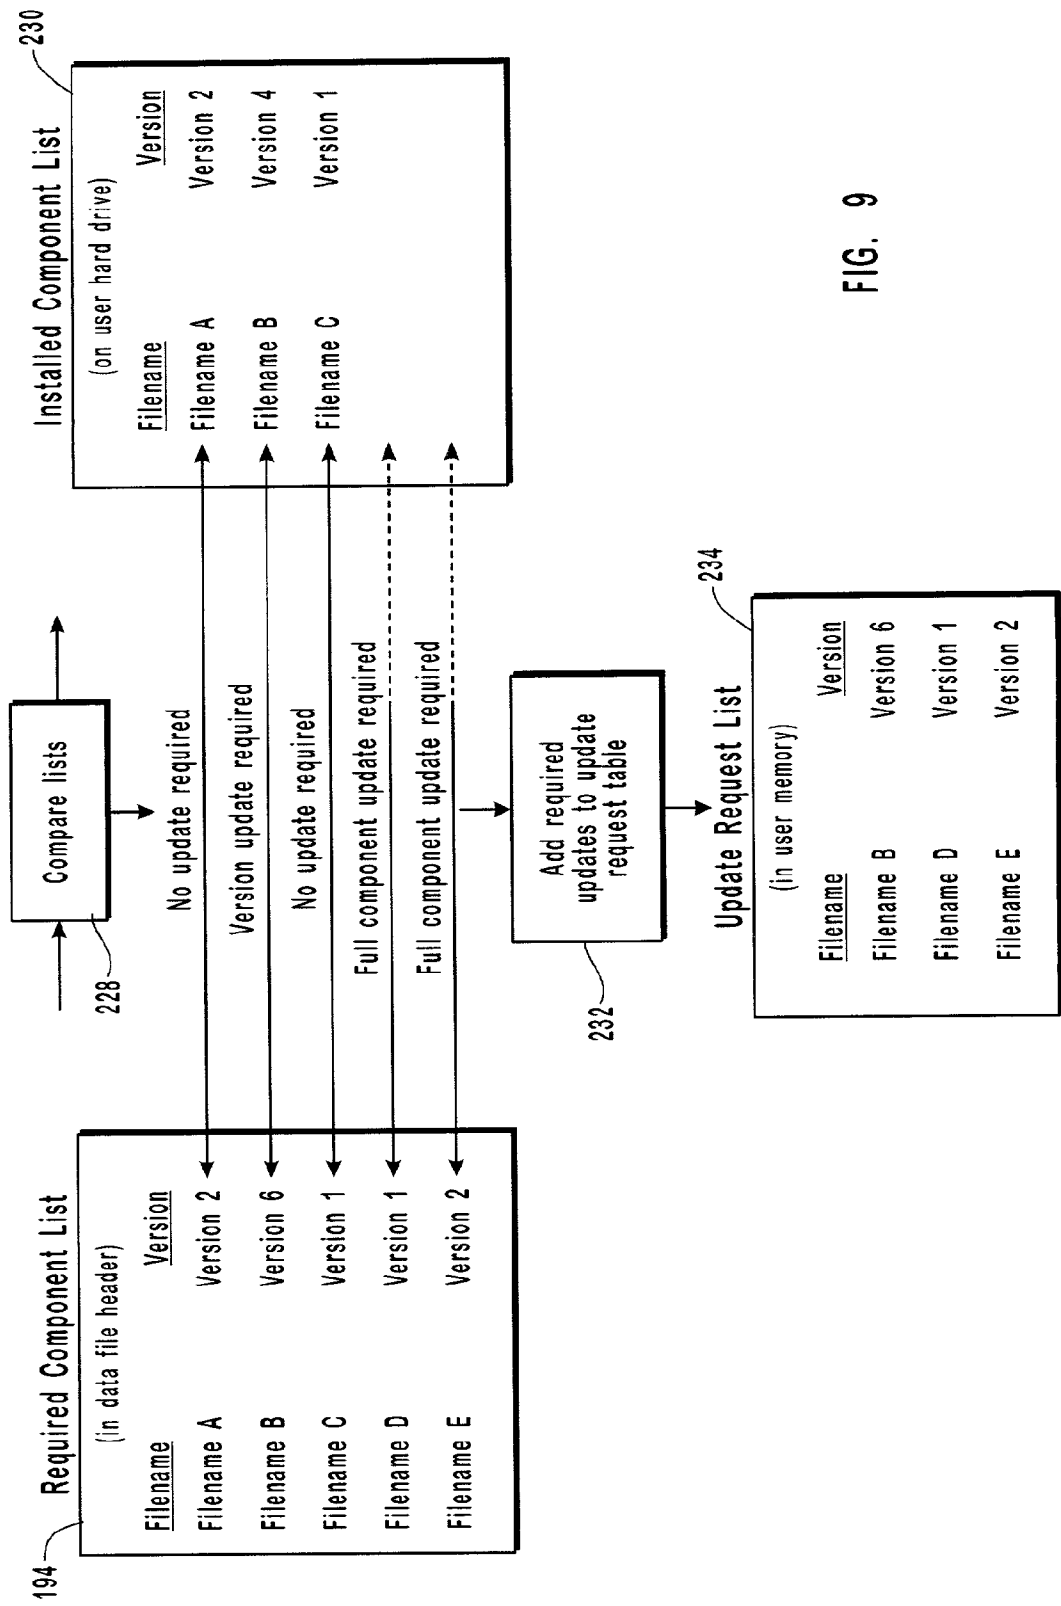 Required Component List
194
(in data file header)
Filename Version
Filename A Version 2
Filename B Version 6
Filename C Version 1
Filename D Version 1
Filename E Version 2
Compare lists
228
No update required
Version update required
No update required
Full component update required
Full component update required
Installed Component List
230
(on user hard drive)
Filename Version
Filename A Version 2
Filename B Version 4
Filename C Version 1
232
Add required
updates to update
request table
Update Request List
234
(in user memory)
Filename Version
Filename B Version 6
Filename D Version 1
Filename E Version 2
FIG. 9